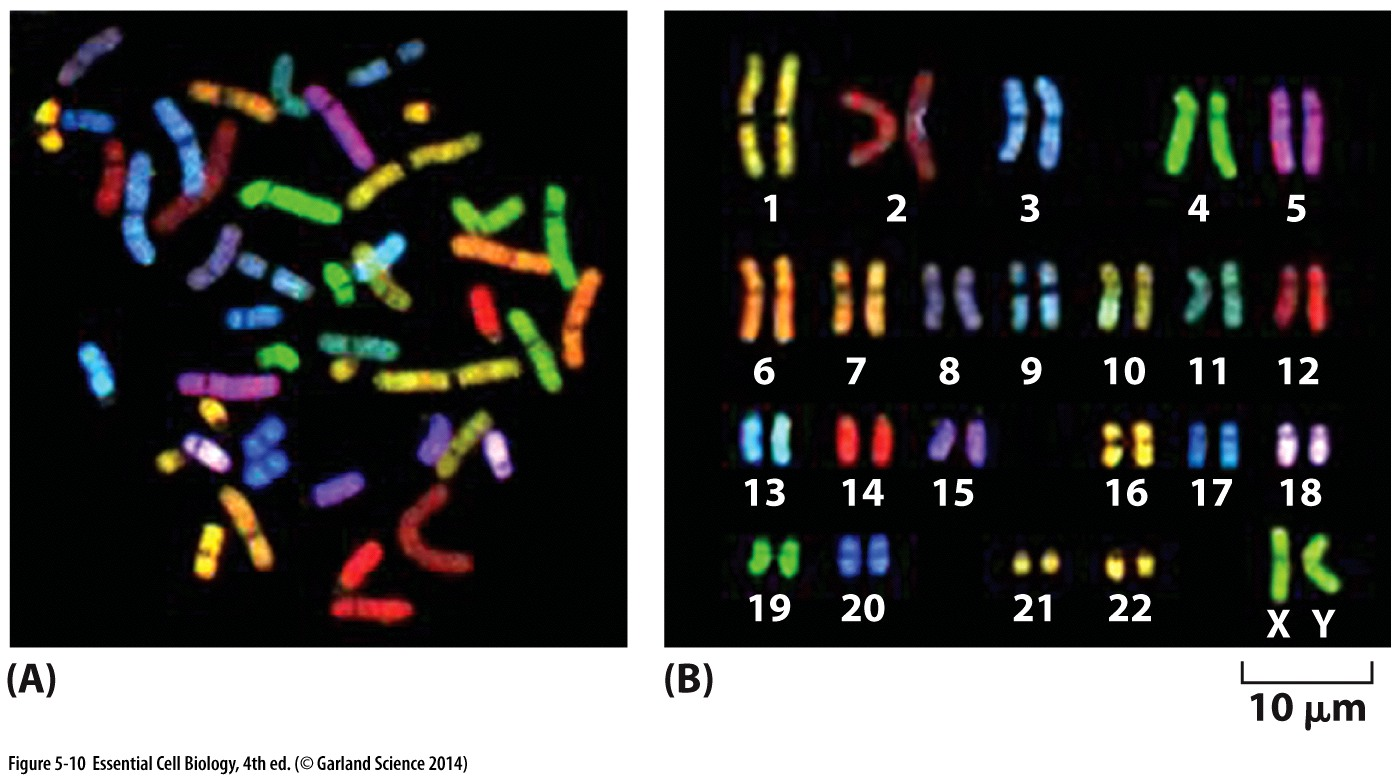 1 2 3 4 5
6 7 8 9 10 11 12
13 14 15 16 17 18
19 20 21 22 X Y
(A) (B)
10 μm
Figure 5-10 Essential Cell Biology, 4th ed. (© Garland Science 2014)